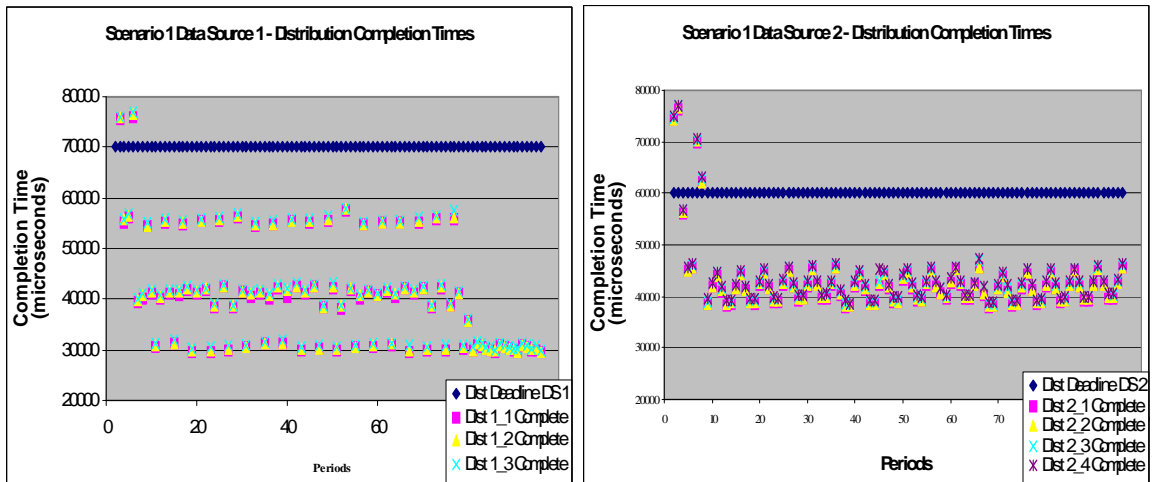 Scenario 1 Data Source 1 - Distribution Completion Times
80000
70000
60000
50000
40000
30000
20000
0
20
40
60
Completion Time
(microseconds)
Periods
Dist Deadline DS1
Dist 1_1 Complete
Dist 1_2 Complete
Dist 1_3 Complete
Scenario 1 Data Source 2 - Distribution Completion Times
80000
70000
60000
50000
40000
30000
20000
0
10
20
30
40
50
60
70
Completion Time
(microseconds)
Periods
Dist Deadline DS2
Dist 2_1 Complete
Dist 2_2 Complete
Dist 2_3 Complete
Dist 2_4 Complete